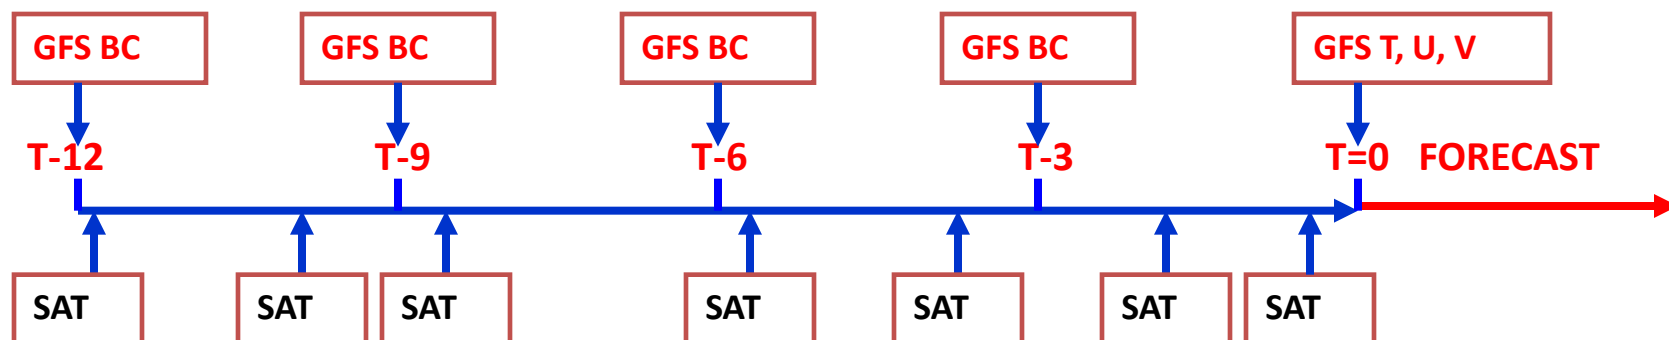 GFS BC GFS BC GFS BC GFS BC GFS T, U, V
T-12 T-9 T-6 T-3 T=0 FORECAST
SAT SAT SAT SAT SAT SAT SAT